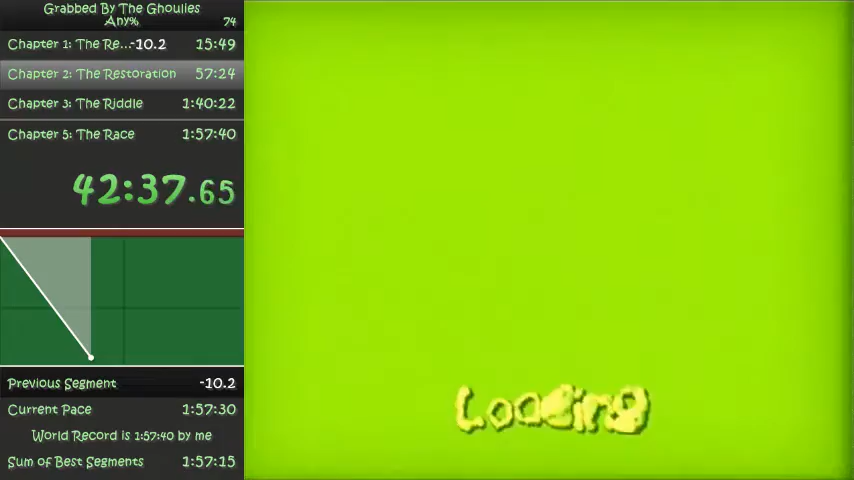 Grabbed By The Ghoulies
Any% 74
Chapter 1: The Re...-10.2 15:49
Chapter 2: The Restoration 57:24
Chapter 3: The Riddle 1:40:22
Chapter 5: The Race 1:57:40
42:37.65
Previous Segment -10.2
Current Pace 1:57:30
World Record is 1:57:40 by me
Sum of Best Segments 1:57:15
Loading